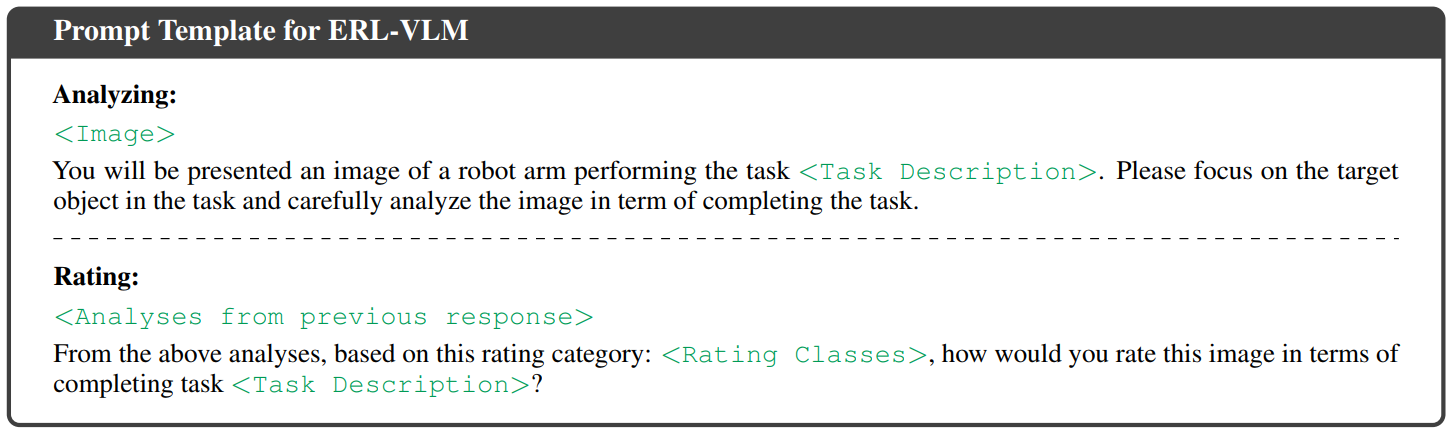 Prompt Template for ERL-VLM
Analyzing:
<Image>
You will be presented an image of a robot arm performing the task <Task Description>. Please focus on the target
object in the task and carefully analyze the image in term of completing the task.
Rating:
<Analyses from previous response>
From the above analyses, based on this rating category: <Rating Classes>, how would you rate this image in terms of
completing task <Task Description>?